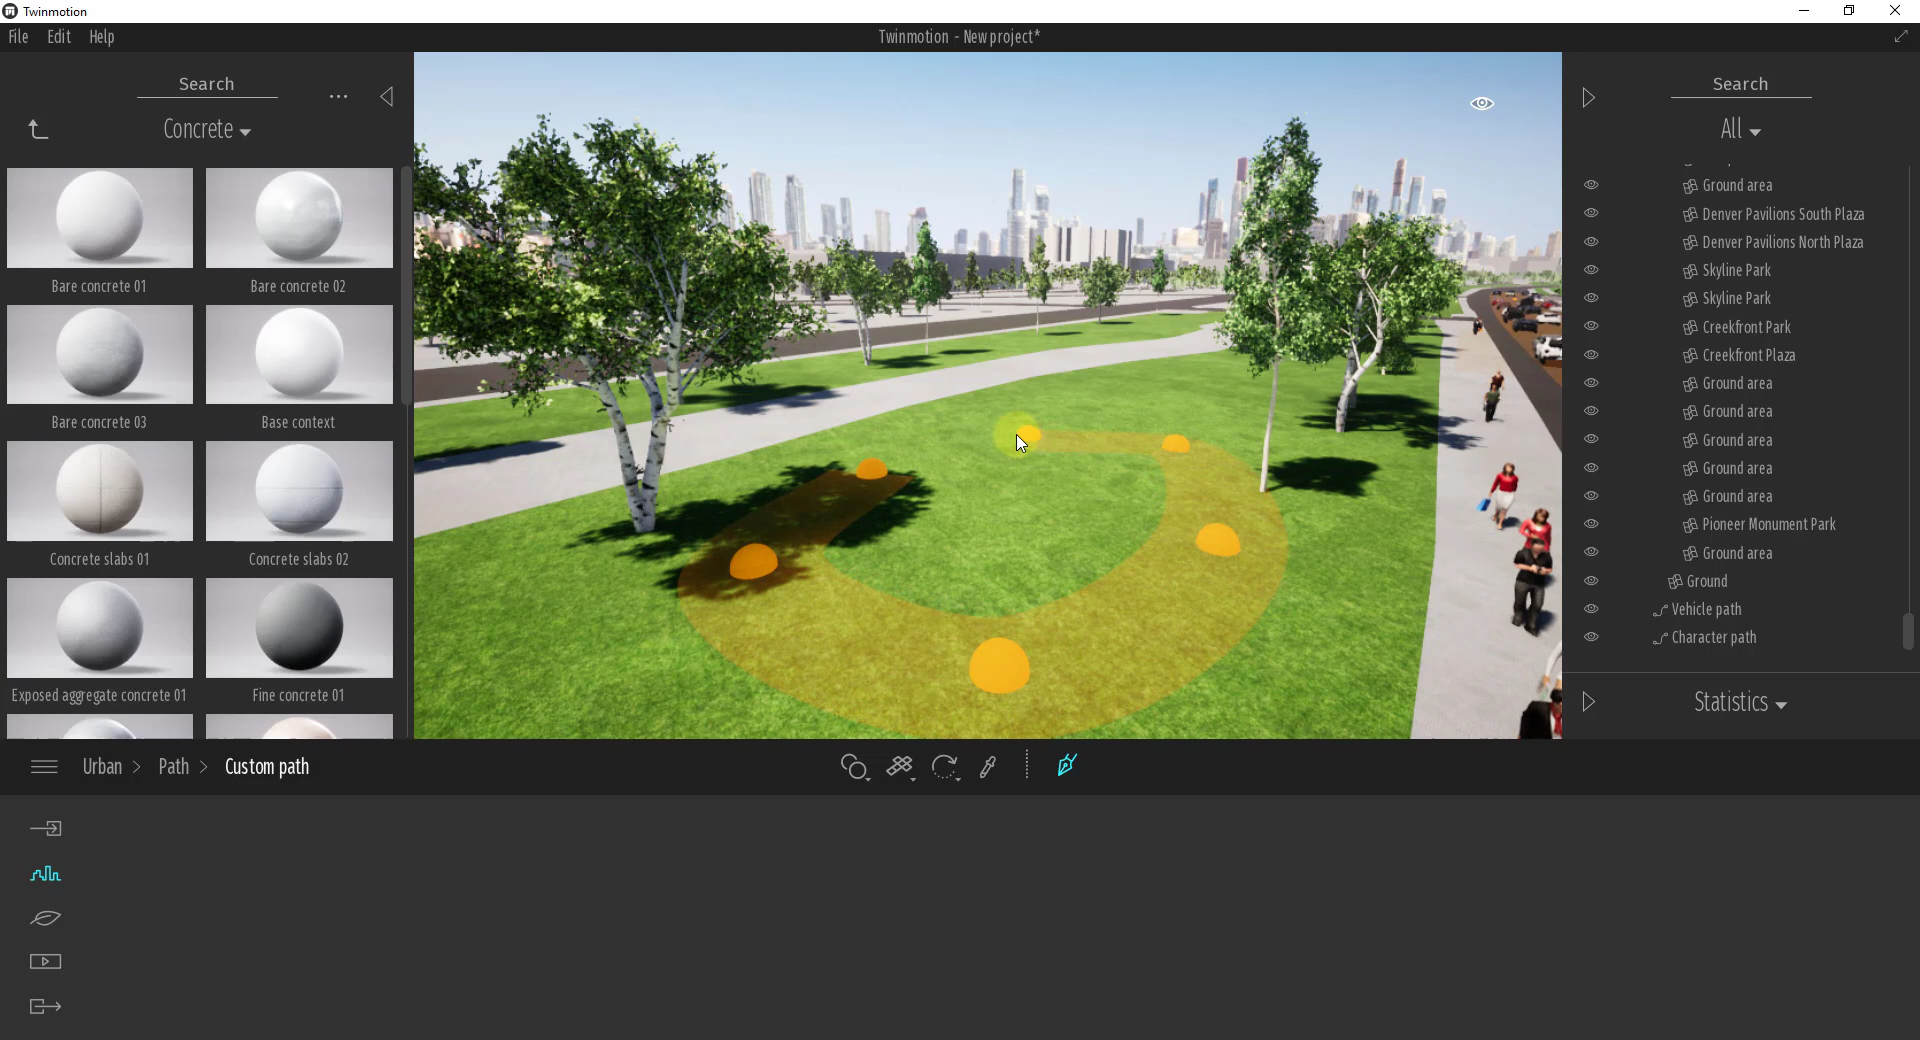 Twinmotion
File Edit Help
Twinmotion - New project*
Search
...
Concrete
Bare concrete 01
Bare concrete 02
Bare concrete 03
Base context
Concrete slabs 01
Concrete slabs 02
Exposed aggregate concrete 01
Fine concrete 01
Search
All
Ground area
Denver Pavilions South Plaza
Denver Pavilions North Plaza
Skyline Park
Skyline Park
Creekfront Park
Creekfront Plaza
Ground area
Ground area
Ground area
Ground area
Ground area
Pioneer Monument Park
Ground area
Ground
Vehicle path
Character path
Statistics
Urban > Path > Custom path